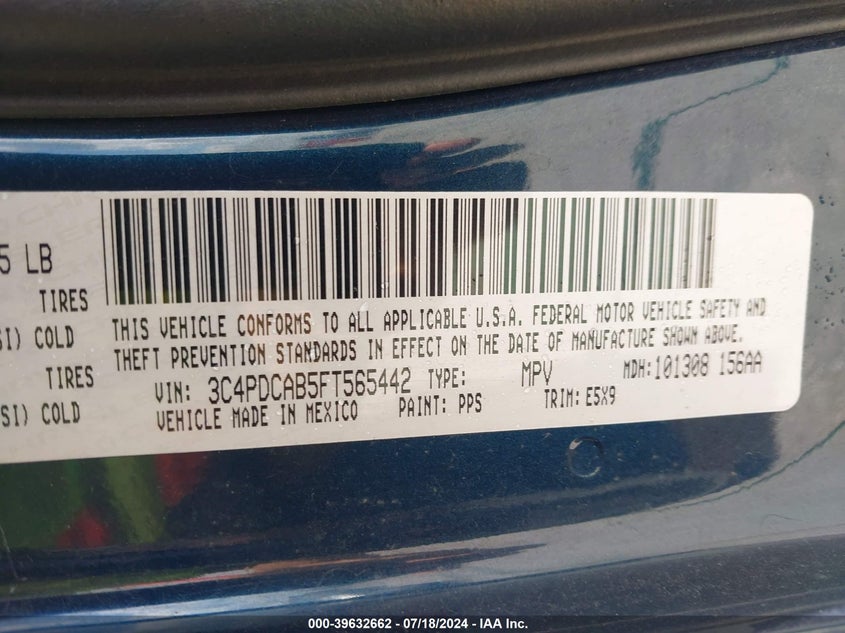 5 LB
TIRES
SI) COLD
TIRES
SI) COLD
THIS VEHICLE CONFORMS TO ALL APPLICABLE U.S.A. FEDERAL MOTOR VEHICLE SAFETY AND
THEFT PREVENTION STANDARDS IN EFFECT ON THE DATE OF MANUFACTURE SHOWN ABOVE.
VIN: 3C4PDCAB5FT565442 TYPE: MPV MDH:101308 156AA
VEHICLE MADE IN MEXICO PAINT: PPS TRIM: E5X9
000-39632662 - 07/18/2024 - IAA Inc.